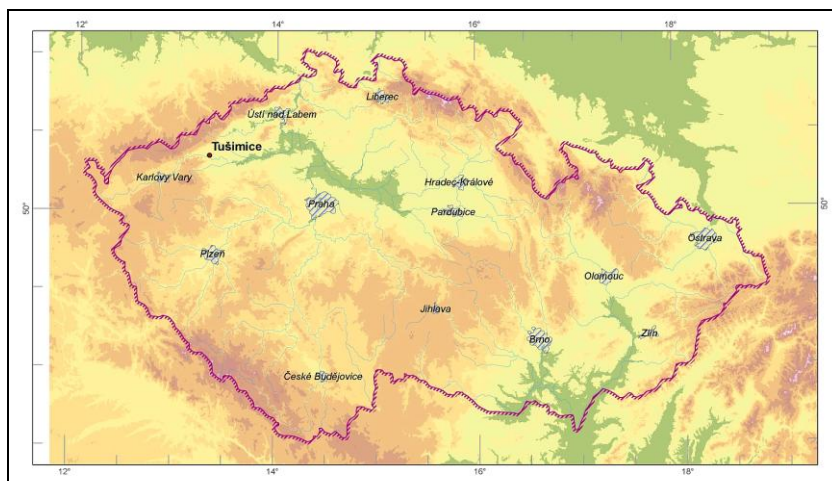 12° 14° 16° 18°
Liberec
Ústí nad Labem
Tušimice
Karlovy Vary
Hradec-Králové
50° Praha 50°
Pardubice
Ostrava
Plzeň
Olomouc
Jihlava
Brno
Zlín
České Budějovice
12° 14° 16° 18°